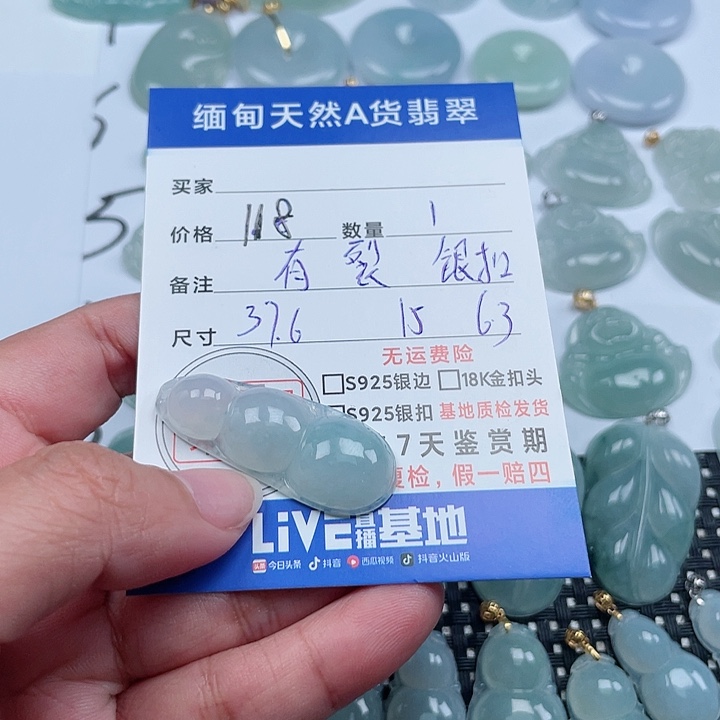 缅甸天然A货翡翠
买家
价格 118 数量 1
备注 有 裂 银扣
尺寸 37.6 15 63
无运费险
S925银边 18K金扣头
S925银扣 基地质检发货
7天鉴赏期
复检,假一赔四
LiVE直播基地
头条 今日头条 抖音 西瓜视频 抖音火山版
5